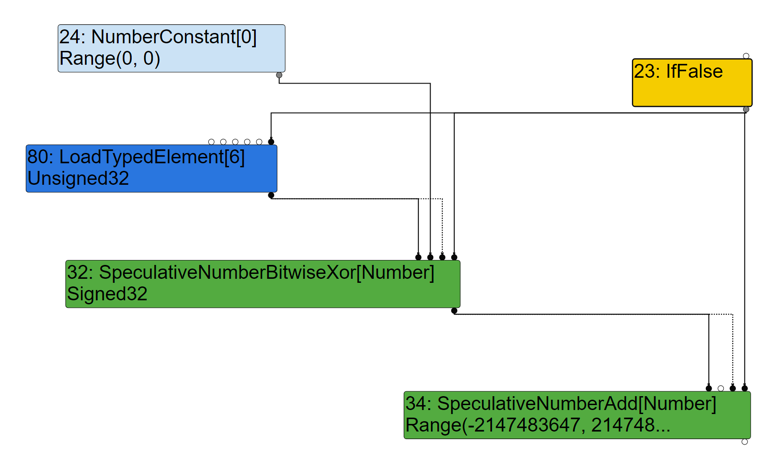 24: NumberConstant[0]
Range(0, 0)
23: IfFalse
80: LoadTypedElement[6]
Unsigned32
32: SpeculativeNumberBitwiseXor[Number]
Signed32
34: SpeculativeNumberAdd[Number]
Range(-2147483647, 214748...